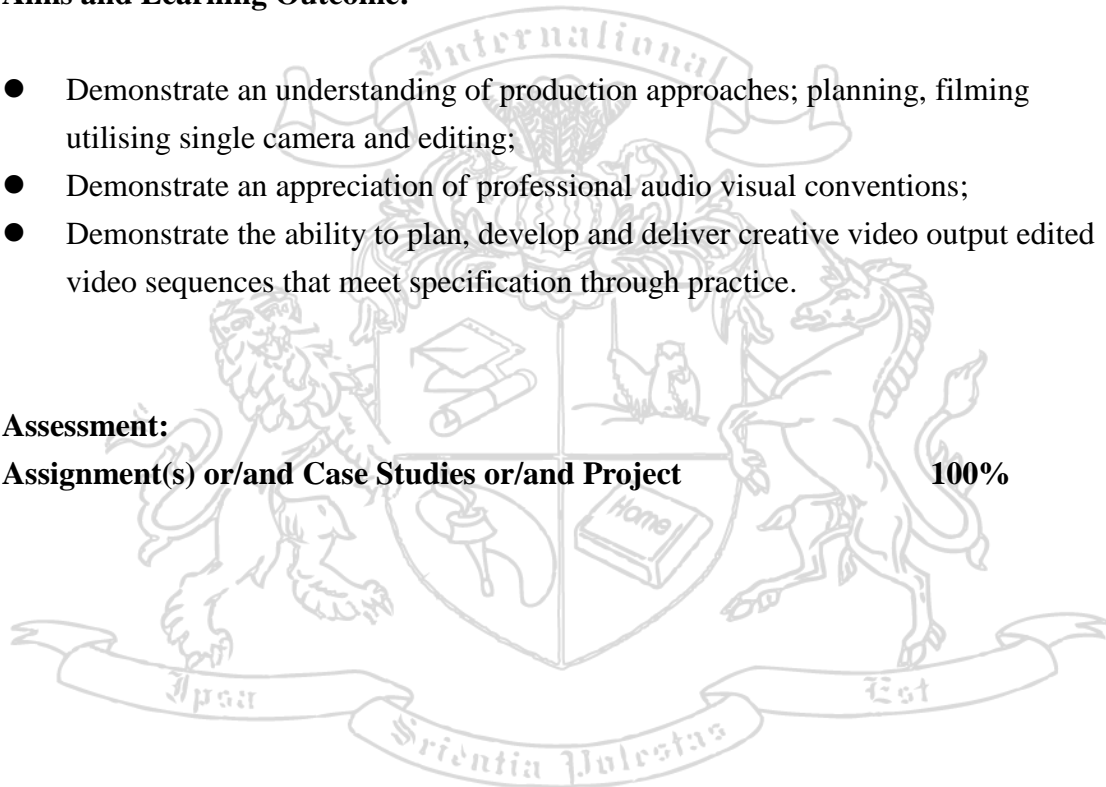 Aims and Learning Outcome:
International
● Demonstrate an understanding of production approaches; planning, filming
utilising single camera and editing;
● Demonstrate an appreciation of professional audio visual conventions;
● Demonstrate the ability to plan, develop and deliver creative video output edited
video sequences that meet specification through practice.
Assessment:
Assignment(s) or/and Case Studies or/and Project 100%
Home
Ipsa Scientia Potestas Est